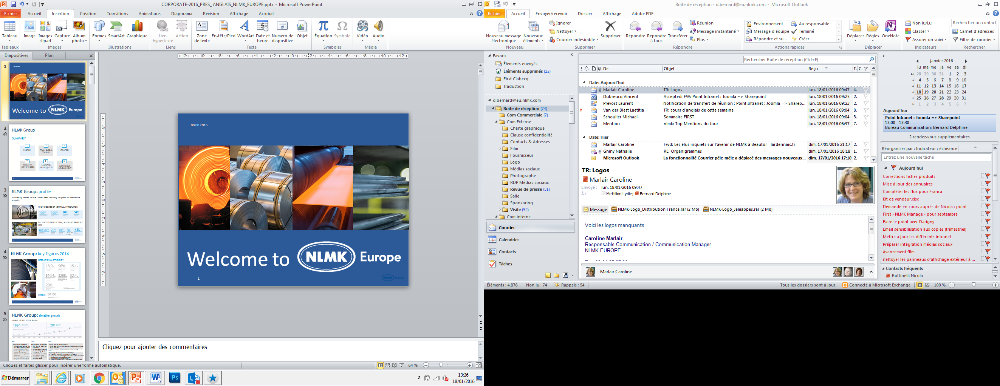 CORPORATE-2016_PRES_ ANGLAIS_NLMK_EUROPE.pptx - Microsoft PowerPoint
Fichier Accueil Insertion Création Transitions Animations Diaporama Révision Affichage Acrobat
Tableau Image Images clipart Capture Album photo Formes SmartArt Graphique Lien hypertexte Action Zone de texte En-tête/Pied WordArt Date et heure Numéro de diapositive Objet Équation Symbole Vidéo Audio
Tableaux Images Illustrations Liens Texte Symboles Média
Diapositives Plan
1
Welcome to NLMK Europe
2
NLMK Group
SUMMARY
1 2 3
PROFILE TRULY GLOBAL COMPANY STRATEGY
4 5 6
INNOVATIVE SUPPLY MODEL INNOVATION MEANS QUALITY SUSTAINABLE DEVELOPMENT
3
NLMK Group: profile
Efficiency leader in the Global Steel Industry. 80 years of innovative growth.
HIGH DEGREE OF VERTICAL INTEGRATION
100% 100% 80% 54%
BALANCED PRODUCTION, SALES AND PRODUCT MIX
80/20% 25% 18% 70 43%
4
NLMK Group: key figures 2014
OPERATIONAL EFFICIENCY
15.9 96% 15.1
$10.4 $288 $2.4
23%
PEOPLE 60,100
5
NLMK Group: timeline growth
MODERN HISTORY OF THE COMPANY
1934 2014
00.00.2016
Welcome to NLMK Europe
1
Cliquez pour ajouter des commentaires
Cliquez et faites glisser pour insérer une forme automatique.
64 %
Démarrer
13:26
18/01/2016
Boîte de réception - d.bernard@eu.nlmk.com - Microsoft Outlook
Fichier Accueil Envoyer/recevoir Dossier Affichage Adobe PDF
Nouveau message électronique Nouveaux éléments
Nouveau
Ignorer
Nettoyer
Courrier indésirable
Supprimer
Supprimer
Répondre Répondre à tous Transférer
Réunion
Message instantané
Plus
Répondre
Environnement Au responsable
Message d'équipe Terminé
Répondre et su... Créer
Actions rapides
Déplacer Règles OneNote
Déplacer
Non lu/Lu
Classer
Assurer un suivi
Indicateurs
Rechercher un contact
Carnet d'adresses
Filtre de courrier
Rechercher
Favoris
Éléments envoyés
Éléments supprimés (22)
First Clabecq
Traduction
d.bernard@eu.nlmk.com
Boîte de réception (74)
Com Commerciale (7)
Com Externe
Charte graphique
Clause confidentialité
Contacts & Adresses
Film
Fournisseur
Logo
Médias sociaux
Photographe
RDP Médias sociaux
Revue de presse (51)
Salle
Sponsoring
Visite (52)
Com interne
Courrier
Calendrier
Contacts
Tâches
Rechercher Boîte de réception (Ctrl+E)
De Objet Reçu T. C.
Date: Aujourd'hui
Marlair Caroline TR: Logos lun. 18/01/2016 09:47 4.
Dubreucq Vincent Accepted: FW: Point Intranet : Joomla => Sharepoint lun. 18/01/2016 09:25 2.
Prevost Laurent Notification de transfert de réunion : Point Intranet : Joomla => Sharep... lun. 18/01/2016 09:23 2.
Van der Biest Laetitia TR: cours d'anglais de cette semaine lun. 18/01/2016 09:04 8.
Schouller Michael Sommaire FIRST lun. 18/01/2016 09:04 3.
Mention nlmk: Top Mentions du Jour lun. 18/01/2016 06:37 7.
Date: Hier
Marlair Caroline Fwd: Les élus inquiets sur l'avenir de NLMK à Beautor - lardennais.fr dim. 17/01/2016 21:17 2.
Ghiny Nathalie RE: Organigrammes dim. 17/01/2016 18:18 1.
Microsoft Outlook La fonctionnalité Courrier pêle-mêle a déplacé des messages nouveaux... dim. 17/01/2016 17:10 2.
TR: Logos
Marlair Caroline
Envoyé : lun. 18/01/2016 09:47
À : Mettilion Lydie; Bernard Delphine
Message NLMK-Logo_Distribution France.rar (2 Mo) NLMK-Logo_Jemappes.rar (2 Mo)
Voici les logos manquants
Caroline Marlair
Responsable Communication / Communication Manager
NLMK EUROPE
Marlair Caroline
janvier 2016
lu ma me je ve sa di
53 28 29 30 31 1 2 3
1 4 5 6 7 8 9 10
2 11 12 13 14 15 16 17
3 18 19 20 21 22 23 24
4 25 26 27 28 29 30 31
5 1 2 3 4 5 6 7
Aujourd'hui
Point Intranet : Joomla => Sharepoint
13:00 - 13:30
Bureau Communication; Bernard Delphine
2 rendez-vous supplémentaires
Réorganiser par : Indicateur : échéance
Entrez une nouvelle tâche
Aujourd'hui
Corrections fiches produits
Mise à jour des annuaires
Compléter les flux pour Franca
Kit de vendeur.xlsx
Demande en cours auprès de Nicola : point
First - NLMK Manage - pour septembre
Faire le point avec Darigny
Email sensibilisation aux copies (trimestriel)
Mettre à jour les différents intranet
Préparer intégration médias sociaux
Avancement film
nettoyer les panneaux d'affichage extérieur à ...
Contacts fréquents
Bottinelli Nicola
Éléments : 4.876 Non lu : 74 Rappels : 54
Tous les dossiers sont à jour. Connecté à Microsoft Exchange 100 %